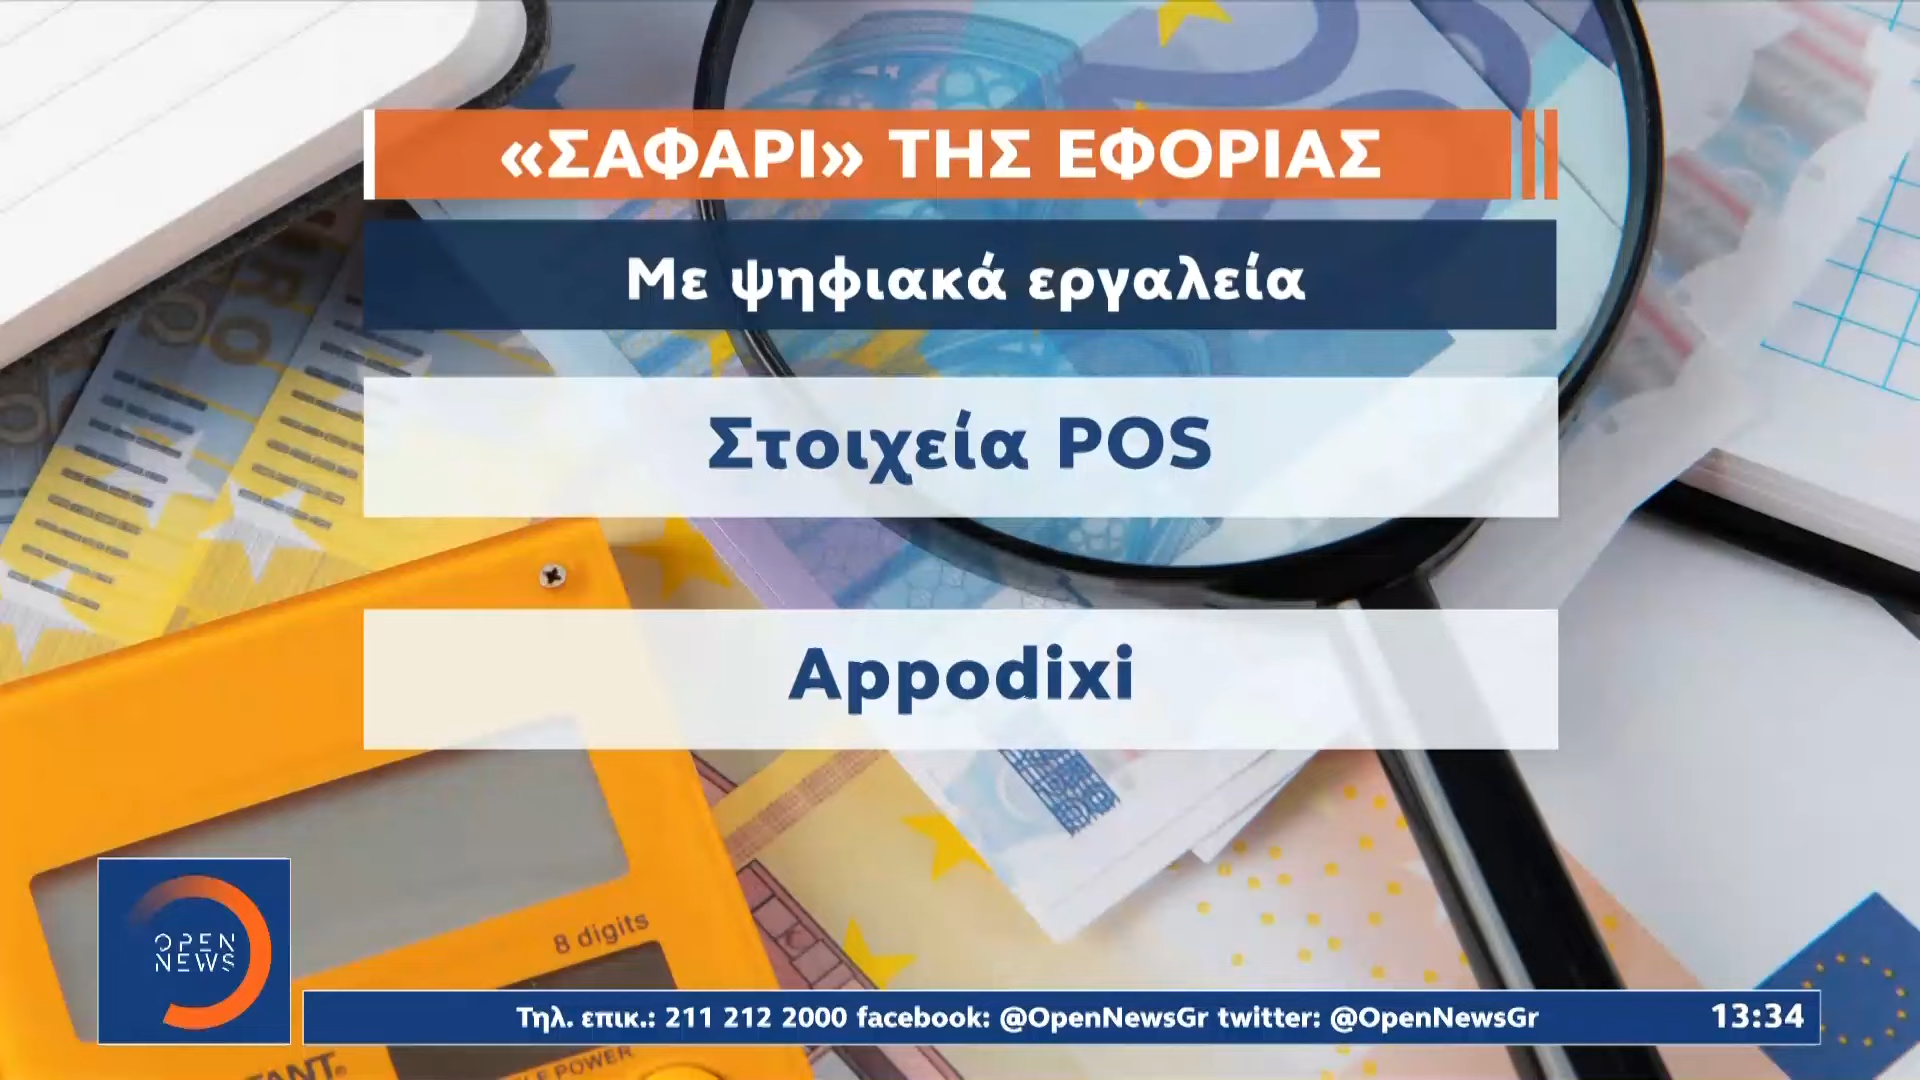 «ΣΑΦΑΡΙ» ΤΗΣ ΕΦΟΡΙΑΣ
Με ψηφιακά εργαλεία
Στοιχεία POS
Appodixi
8 digits
OPEN
NEWS
Τηλ. επικ.: 211 212 2000 facebook: @OpenNewsGr twitter: @OpenNewsGr
13:34